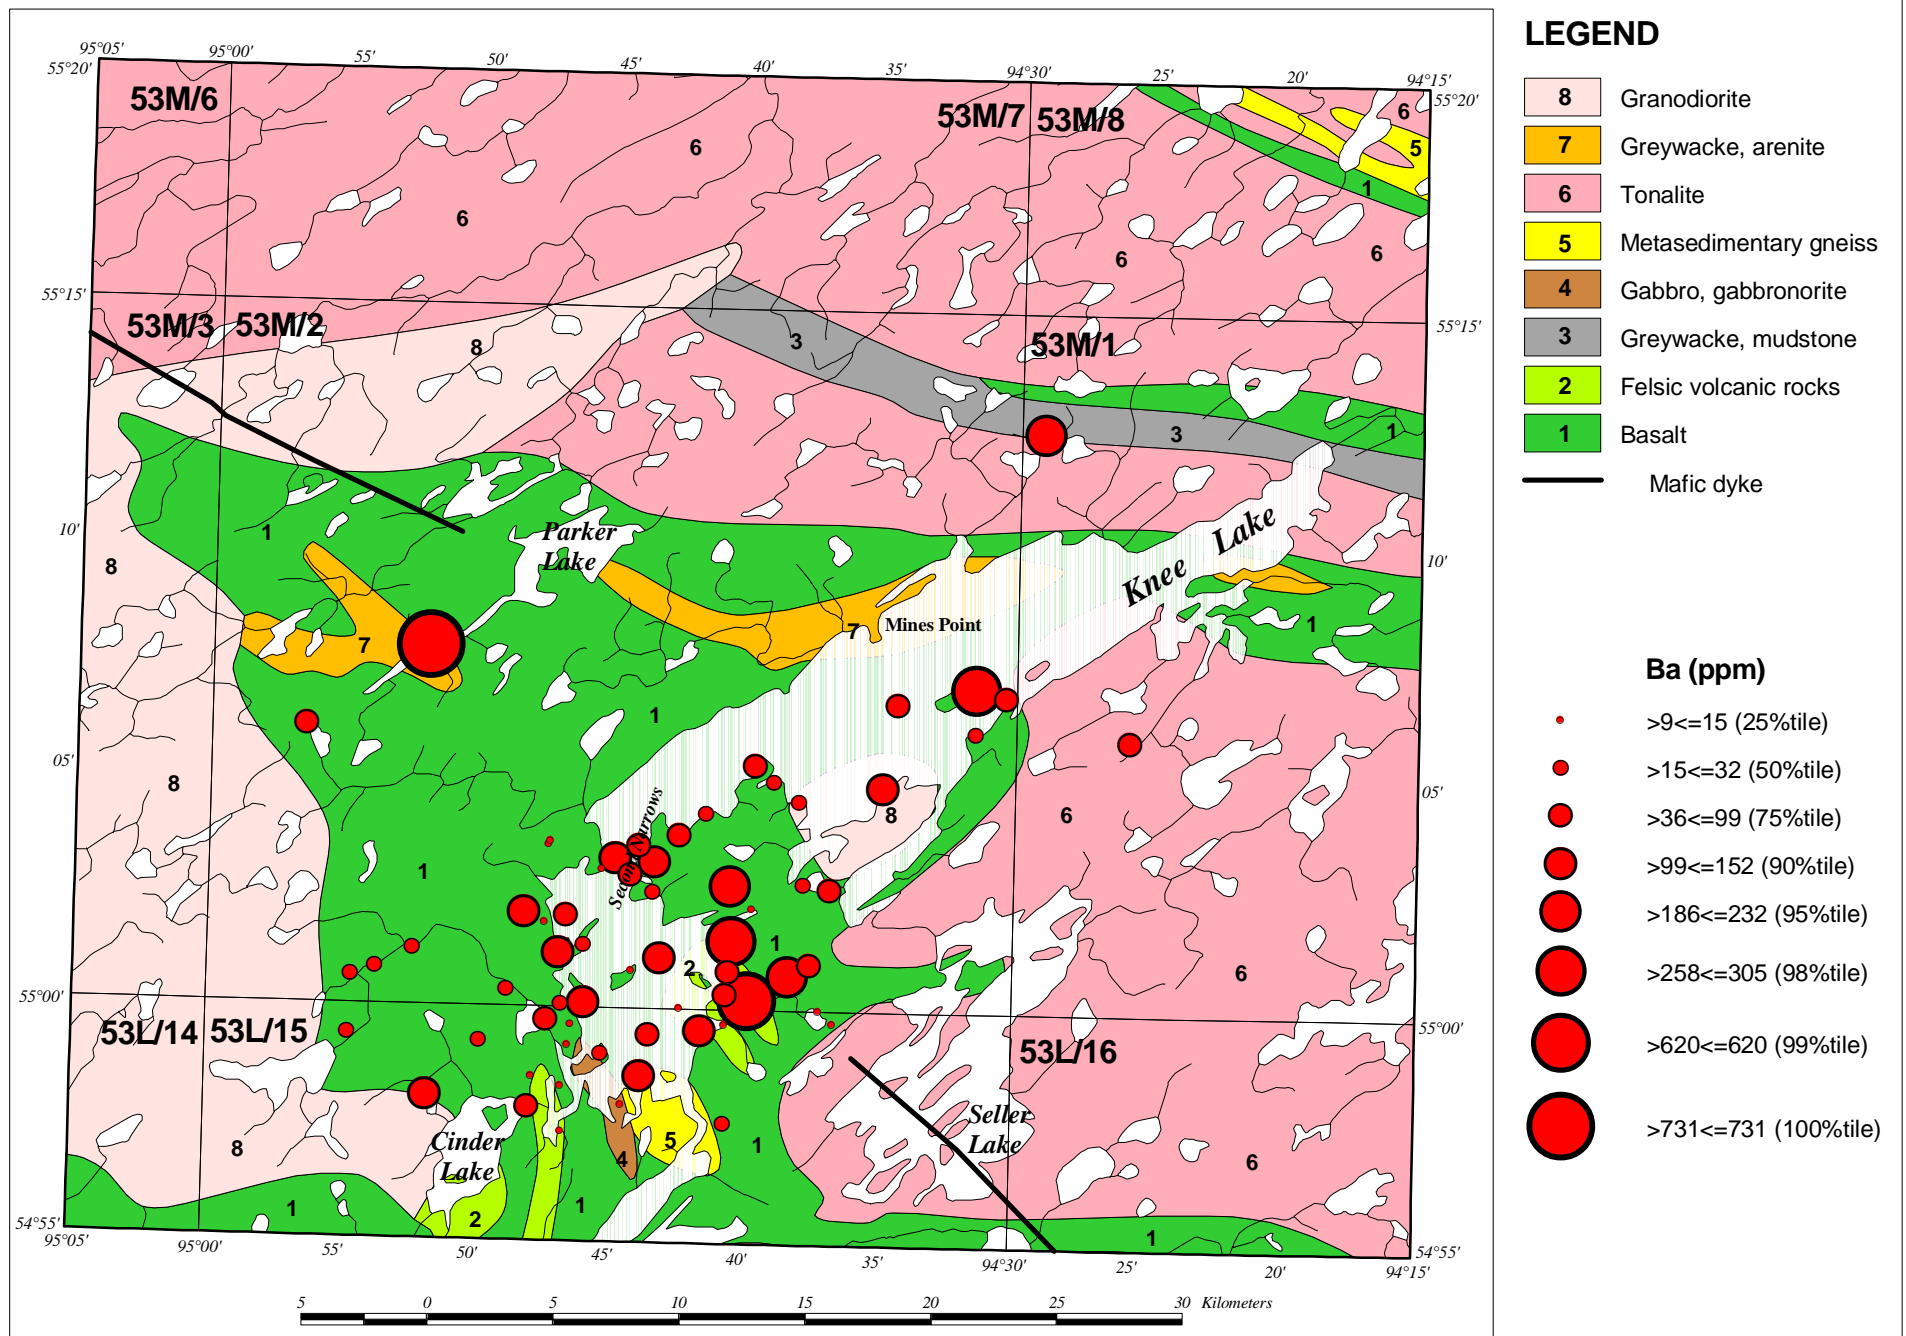 95°05' 95°00' 55' 50' 45' 40' 35' 94°30' 25' 20' 94°15'
55°20' 55°20'
53M/6 53M/7 53M/8
6 6 5
6 1
6 6 6
55°15' 55°15'
53M/3 53M/2 53M/1
8 3
3 1
10' 10'
1 Parker
Lake
Knee Lake
8
7 7 Mines Point 1
1
05' 05'
8 8 6
Second Narrows
1
1
2 6
55°00' 55°00'
53L/14 53L/15 53L/16
Seller
Lake
Cinder
Lake
8 4 5 1 6
1 2 1 1
54°55' 54°55'
95°05' 95°00' 55' 50' 45' 40' 35' 94°30' 25' 20' 94°15'
5 0 5 10 15 20 25 30 Kilometers
LEGEND
8 Granodiorite
7 Greywacke, arenite
6 Tonalite
5 Metasedimentary gneiss
4 Gabbro, gabbronorite
3 Greywacke, mudstone
2 Felsic volcanic rocks
1 Basalt
Mafic dyke
Ba (ppm)
>9<=15 (25%tile)
>15<=32 (50%tile)
>36<=99 (75%tile)
>99<=152 (90%tile)
>186<=232 (95%tile)
>258<=305 (98%tile)
>620<=620 (99%tile)
>731<=731 (100%tile)